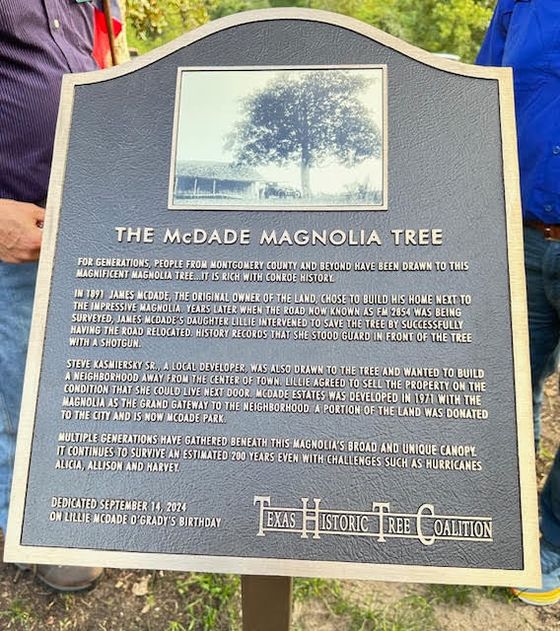 THE McDADE MAGNOLIA TREE
FOR GENERATIONS, PEOPLE FROM MONTGOMERY COUNTY AND BEYOND HAVE BEEN DRAWN TO THIS
MAGNIFICENT MAGNOLIA TREE...IT IS RICH WITH CONROE HISTORY.
IN 1893 JAMES MCDADE, THE ORIGINAL OWNER OF THE LAND, CHOSE TO BUILD HIS HOME NEXT TO
THE IMPRESSIVE MAGNOLIA. YEARS LATER WHEN THE ROAD NOW KNOWN AS FM 2854 WAS BEING
SURVEYED, JAMES MCDADE'S DAUGHTER LILLIE INTERVENED TO SAVE THE TREE BY SUCCESSFULLY
HAVING THE ROAD RELOCATED. HISTORY RECORDS THAT SHE STOOD GUARD IN FRONT OF THE TREE
WITH A SHOTGUN.
STEVE KASMIERSKY SR., A LOCAL DEVELOPER, WAS ALSO DRAWN TO THE TREE AND WANTED TO BUILD
A NEIGHBORHOOD AWAY FROM THE CENTER OF TOWN. LILLIE AGREED TO SELL THE PROPERTY ON THE
CONDITION THAT SHE COULD LIVE NEXT DOOR. MCDADE ESTATES WAS DEVELOPED IN 1971 WITH THE
MAGNOLIA AS THE GRAND GATEWAY TO THE NEIGHBORHOOD. A PORTION OF THE LAND WAS DONATED
TO THE CITY AND IS NOW MCDADE PARK.
MULTIPLE GENERATIONS HAVE GATHERED BENEATH THIS MAGNOLIA'S BROAD AND UNIQUE CANOPY.
IT CONTINUES TO SURVIVE AN ESTIMATED 200 YEARS EVEN WITH CHALLENGES SUCH AS HURRICANES
ALICIA, ALLISON AND HARVEY.
DEDICATED SEPTEMBER 14, 2024
ON LILLIE MCDADE O'GRADY'S BIRTHDAY
TEXAS HISTORIC TREE COALITION